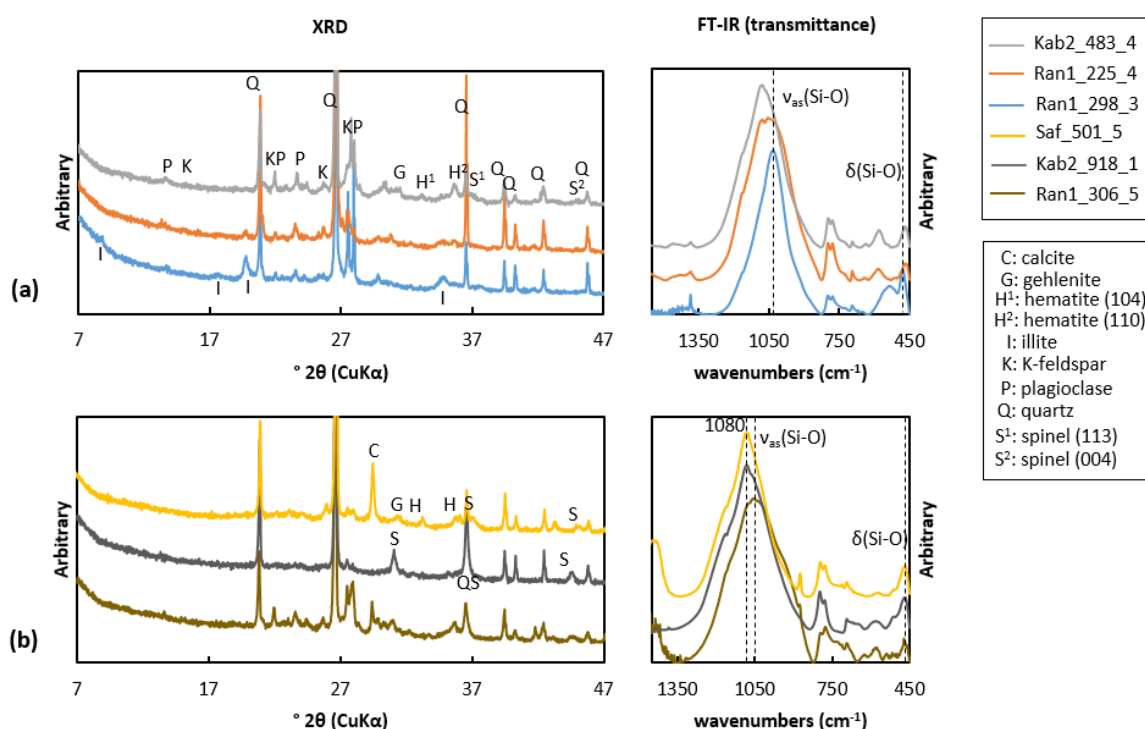 XRD
FT-IR (transmittance)
Kab2_483_4
Ran1_225_4
Ran1_298_3
Saf_501_5
Kab2_918_1
Ran1_306_5
Q
Q
KP
Q
P K
KP
P
K
G
H¹
H²
S¹
Q
Q
Q
Q
S²
I
I
I
I
Arbitrary
(a)
7 17 27 37 47
° 2θ (CuKα)
νas(Si-O)
δ(Si-O)
Arbitrary
1350 1050 750 450
wavenumbers (cm⁻¹)
C: calcite
G: gehlenite
H¹: hematite (104)
H²: hematite (110)
I: illite
K: K-feldspar
P: plagioclase
Q: quartz
S¹: spinel (113)
S²: spinel (004)
C
G
H
H
S
S
S
S
QS
Arbitrary
(b)
7 17 27 37 47
° 2θ (CuKα)
1080
νas(Si-O)
δ(Si-O)
Arbitrary
1350 1050 750 450
wavenumbers (cm⁻¹)